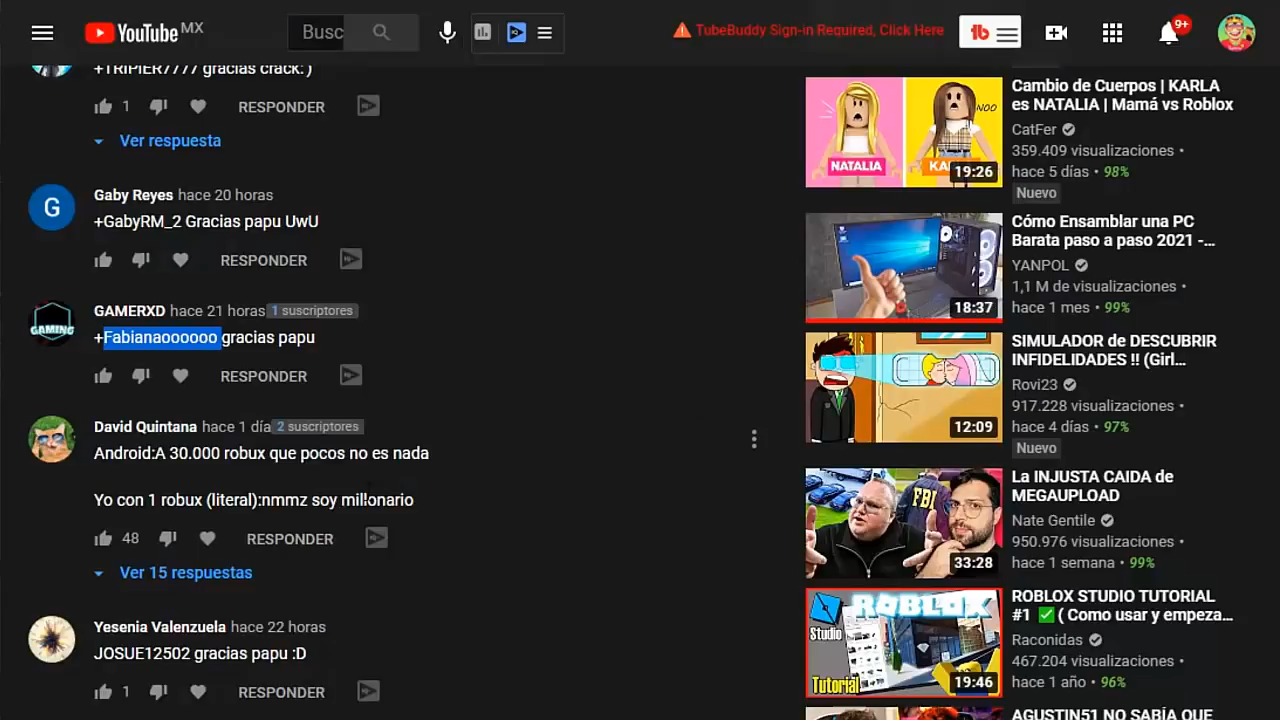 YouTube MX
Busc
TubeBuddy Sign-in Required, Click Here
tb
9+
+TRIPIER7777 gracias crack:)
1
RESPONDER
Ver respuesta
G
Gaby Reyes hace 20 horas
+GabyRM_2 Gracias papu UwU
RESPONDER
GAMING
GAMERXD hace 21 horas 1 suscriptores
+Fabianaoooooo gracias papu
RESPONDER
David Quintana hace 1 día 2 suscriptores
Android:A 30.000 robux que pocos no es nada
Yo con 1 robux (literal):nmmz soy millonario
48
RESPONDER
Ver 15 respuestas
Yesenia Valenzuela hace 22 horas
JOSUE12502 gracias papu :D
1
RESPONDER
NOO
NATALIA
KA
19:26
Cambio de Cuerpos | KARLA
es NATALIA | Mamá vs Roblox
CatFer
359.409 visualizaciones •
hace 5 días • 98%
Nuevo
18:37
Cómo Ensamblar una PC
Barata paso a paso 2021 -...
YANPOL
1,1 M de visualizaciones •
hace 1 mes • 99%
12:09
SIMULADOR de DESCUBRIR
INFIDELIDADES !! (Girl...
Rovi23
917.228 visualizaciones •
hace 4 días • 97%
Nuevo
FBI
33:28
La INJUSTA CAIDA de
MEGAUPLOAD
Nate Gentile
950.976 visualizaciones •
hace 1 semana • 99%
ROBLOX
Studio
Tutorial
19:46
ROBLOX STUDIO TUTORIAL
#1 ✅ ( Como usar y empeza...
Raconidas
467.204 visualizaciones •
hace 1 año • 96%
AGUSTIN51 NO SABÍA QUE